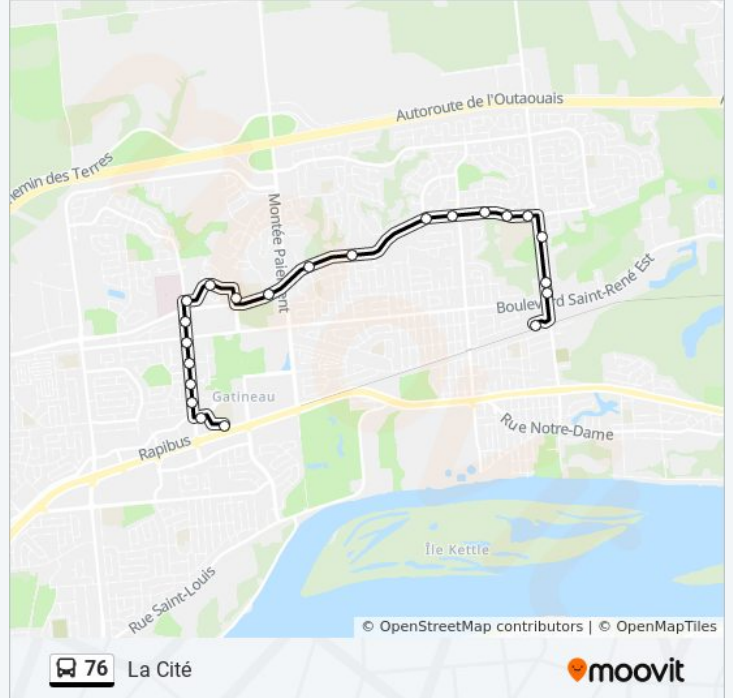 Autoroute de l'Outaouais
hemin des Terres
Montée Paiement
Boulevard Saint-René Est
Gatineau
Rapibus
Rue Notre-Dame
Île Kettle
Rue Saint-Louis
© OpenStreetMap contributors | © OpenMapTiles
76 La Cité
moovit